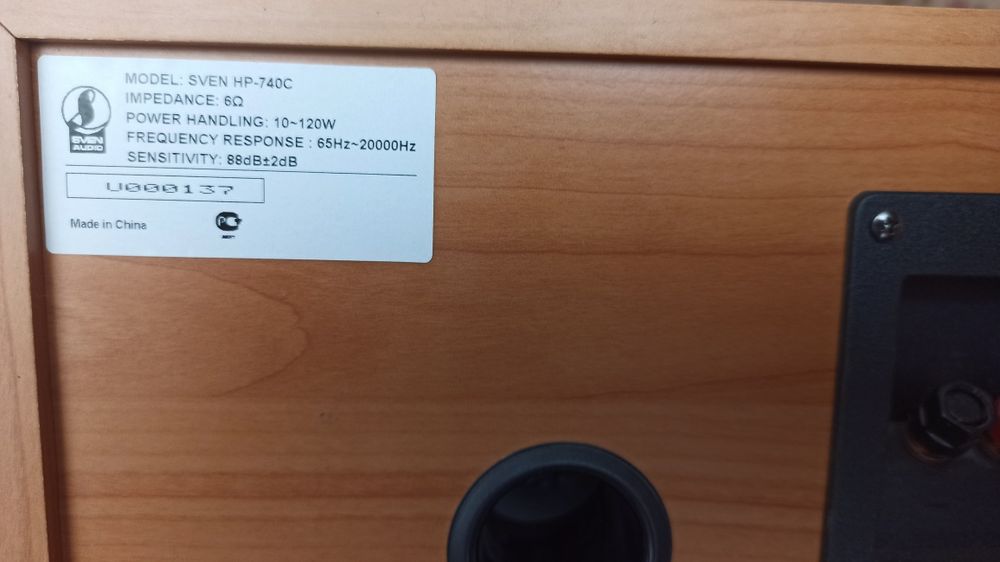 MODEL: SVEN HP-740C
IMPEDANCE: 6Ω
POWER HANDLING: 10~120W
FREQUENCY RESPONSE : 65Hz~20000Hz
SENSITIVITY: 88dB±2dB
SVEN
AUDIO
U000137
Made in China